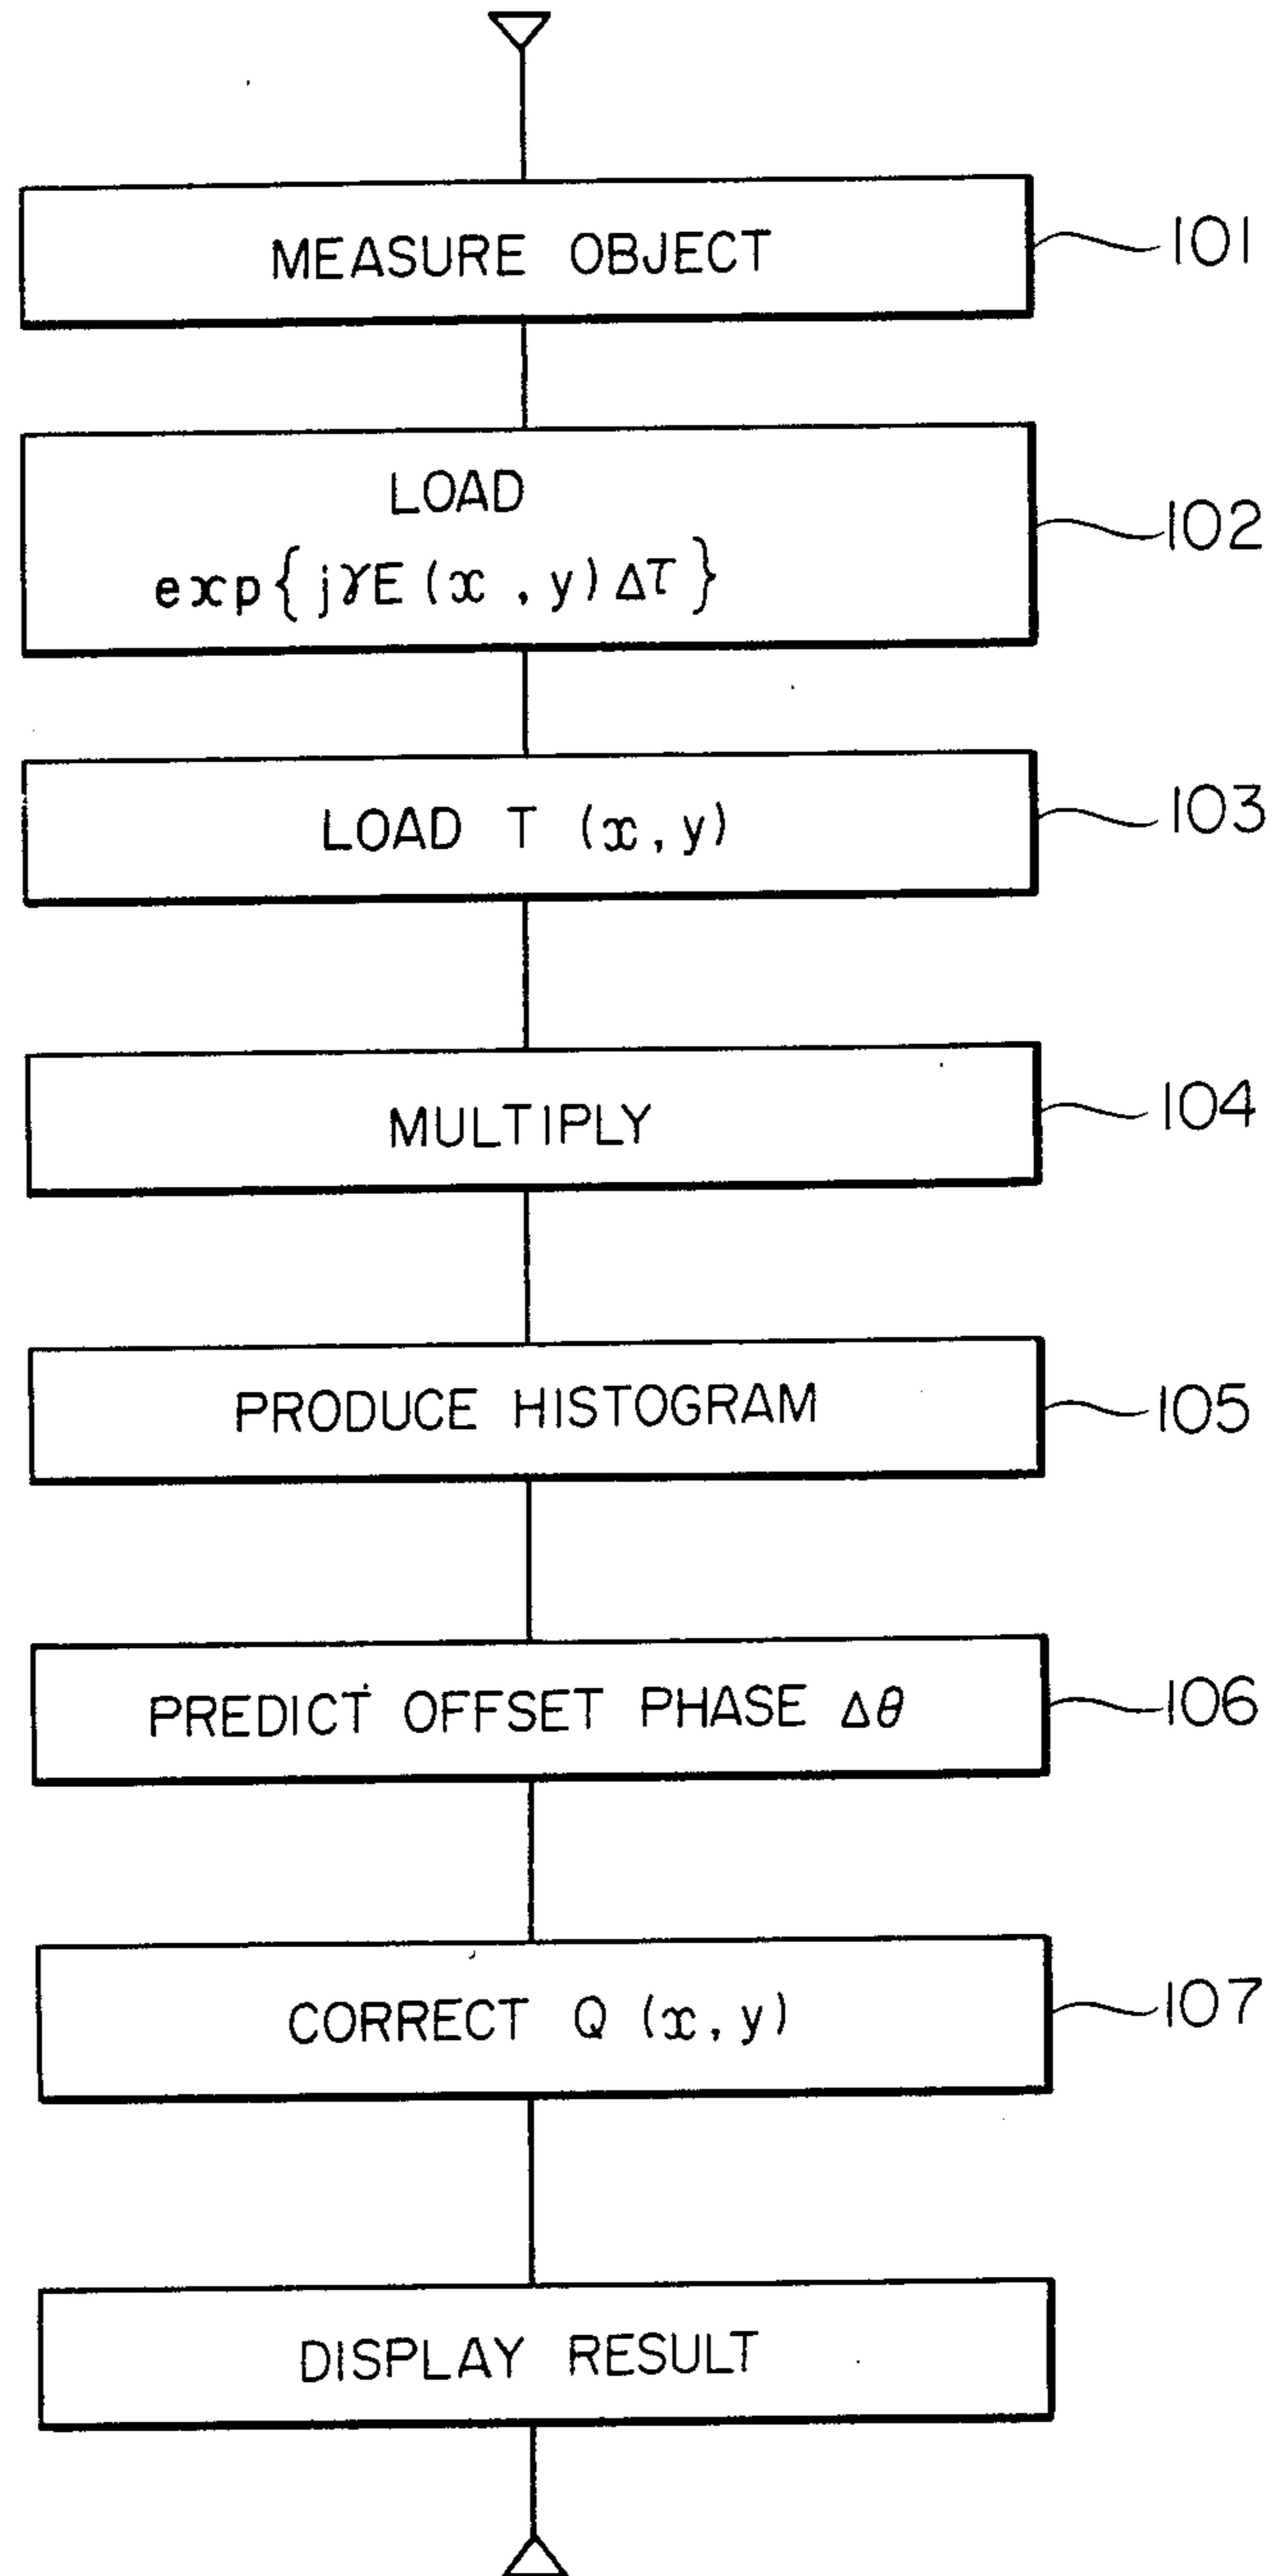 MEASURE OBJECT 101
LOAD
exp{jγE(x,y)Δτ} 102
LOAD T (x,y) 103
MULTIPLY 104
PRODUCE HISTOGRAM 105
PREDICT OFFSET PHASE Δθ 106
CORRECT Q (x,y) 107
DISPLAY RESULT